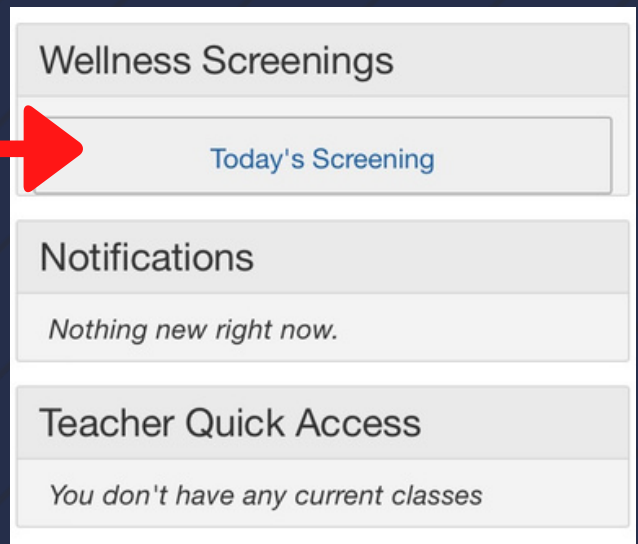 Wellness Screenings
Today's Screening
Notifications
Nothing new right now.
Teacher Quick Access
You don't have any current classes